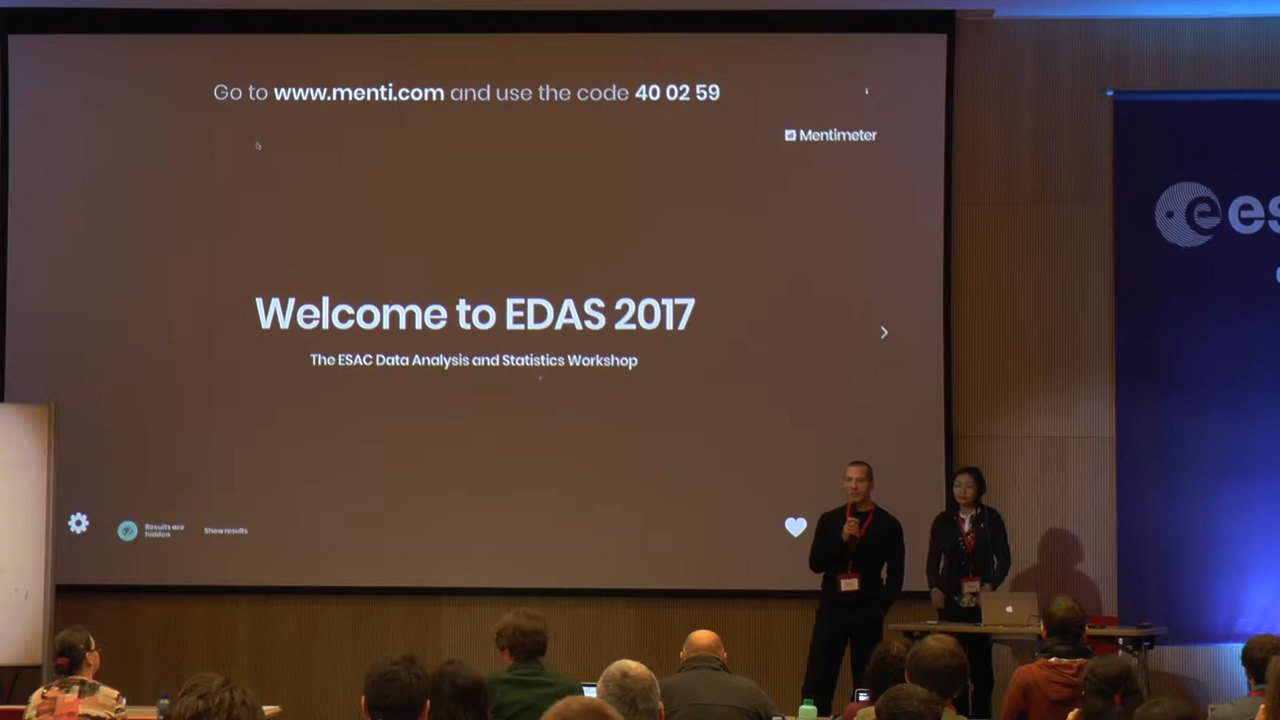 Go to www.menti.com and use the code 40 02 59
Mentimeter
Welcome to EDAS 2017
The ESAC Data Analysis and Statistics Workshop
Results are
hidden
Show results
es